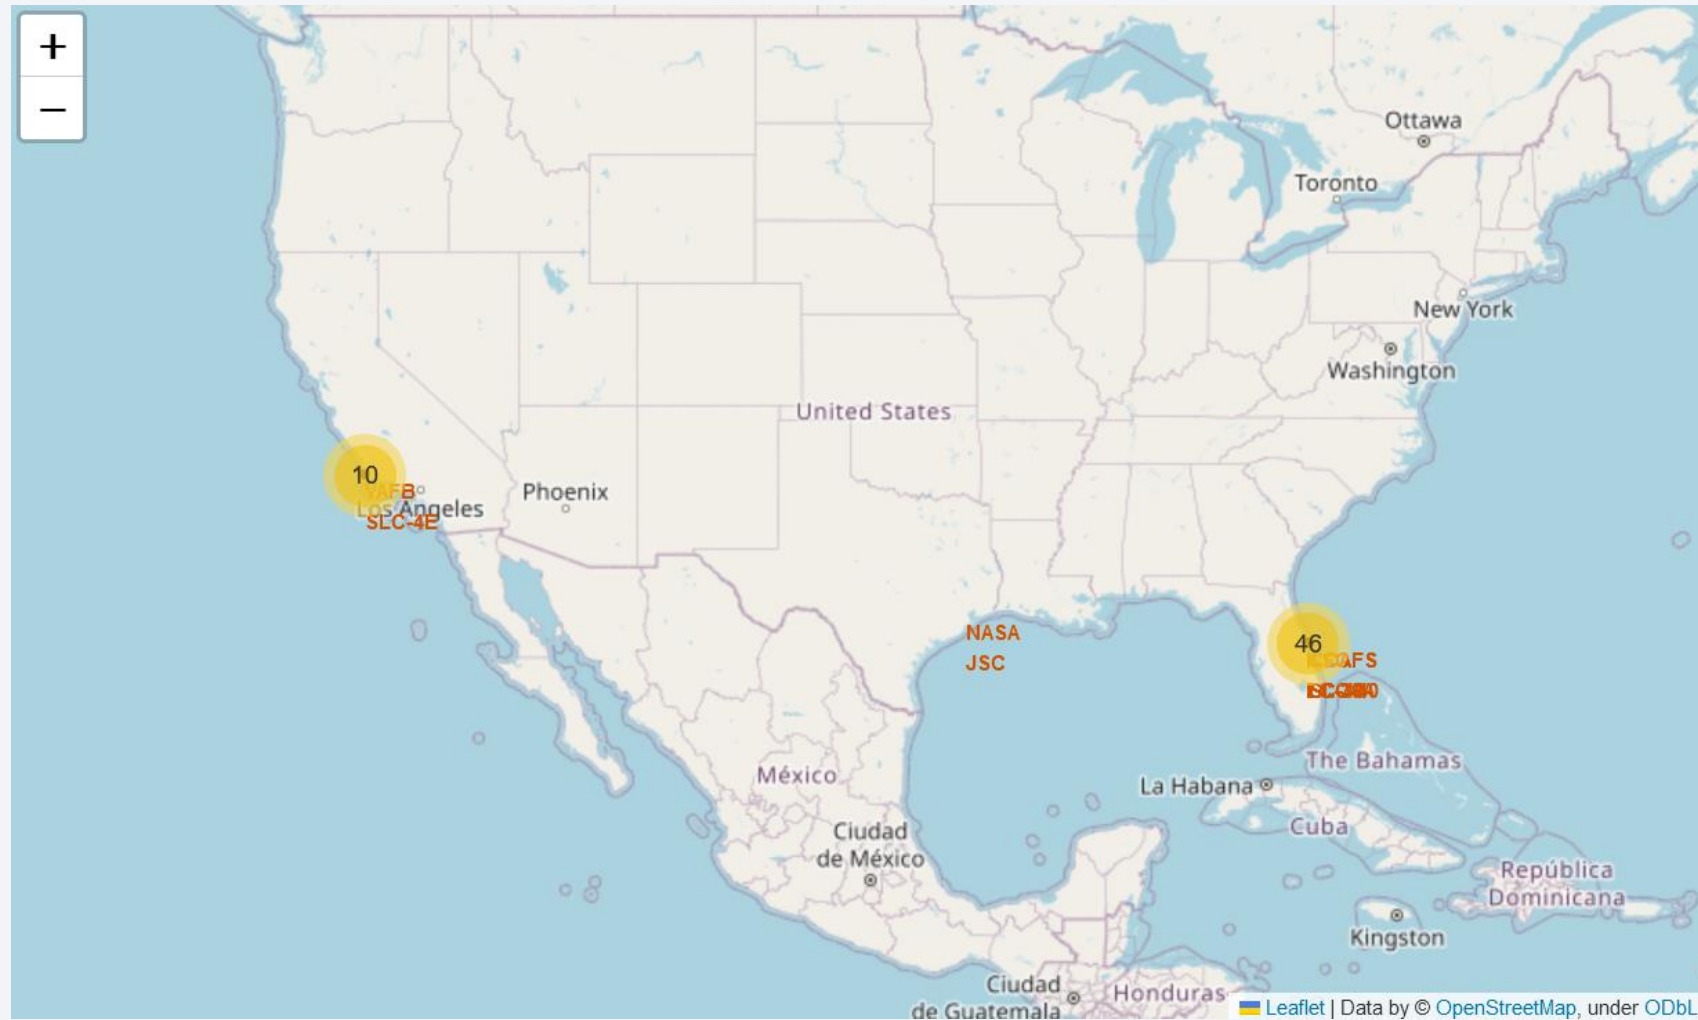 +
−
Ottawa
Toronto
New York
Washington
United States
10
VAFB
Los Angeles
SLC-4E
Phoenix
NASA
JSC
46
México
The Bahamas
La Habana
Cuba
Ciudad
de México
República
Dominicana
Kingston
Ciudad
de Guatemala
Honduras
Leaflet | Data by © OpenStreetMap, under ODbL